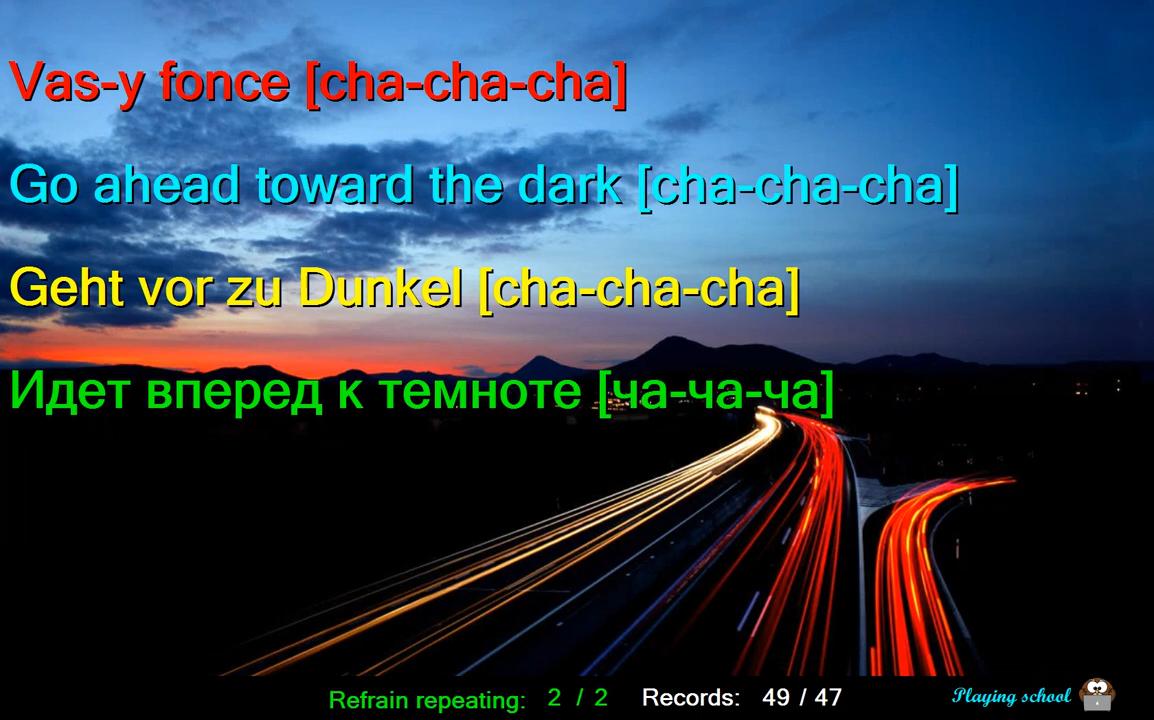 Vas-y fonce [cha-cha-cha]
Go ahead toward the dark [cha-cha-cha]
Geht vor zu Dunkel [cha-cha-cha]
Идет вперед к темноте [ча-ча-ча]
Refrain repeating: 2 / 2 Records: 49 / 47 Playing school